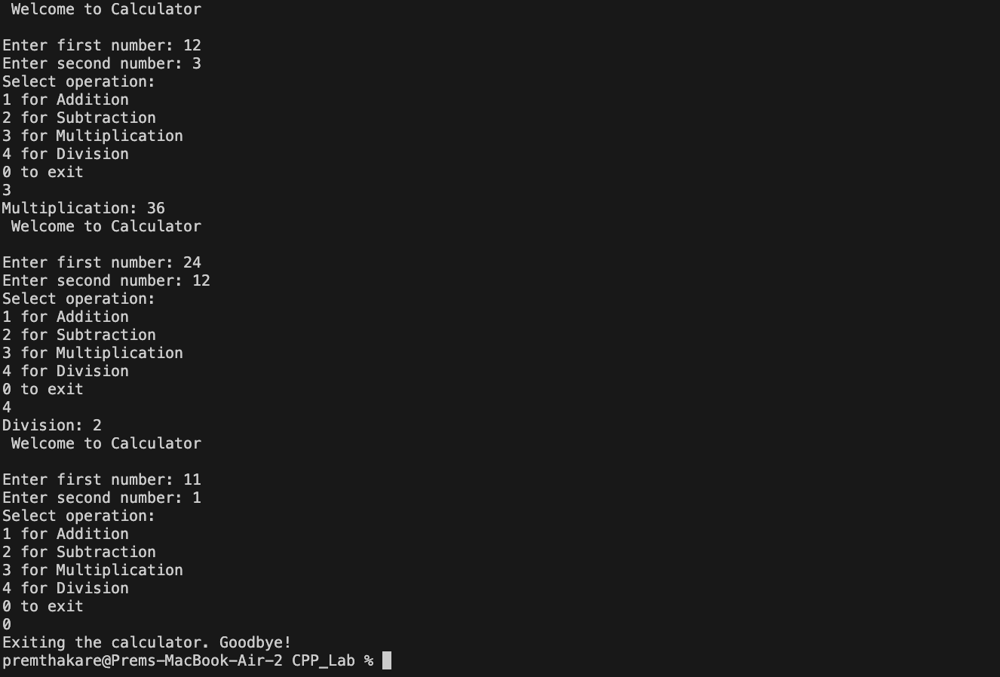 Welcome to Calculator
Enter first number: 12
Enter second number: 3
Select operation:
1 for Addition
2 for Subtraction
3 for Multiplication
4 for Division
0 to exit
3
Multiplication: 36
Welcome to Calculator
Enter first number: 24
Enter second number: 12
Select operation:
1 for Addition
2 for Subtraction
3 for Multiplication
4 for Division
0 to exit
4
Division: 2
Welcome to Calculator
Enter first number: 11
Enter second number: 1
Select operation:
1 for Addition
2 for Subtraction
3 for Multiplication
4 for Division
0 to exit
0
Exiting the calculator. Goodbye!
premthakare@Prems-MacBook-Air-2 CPP_Lab %